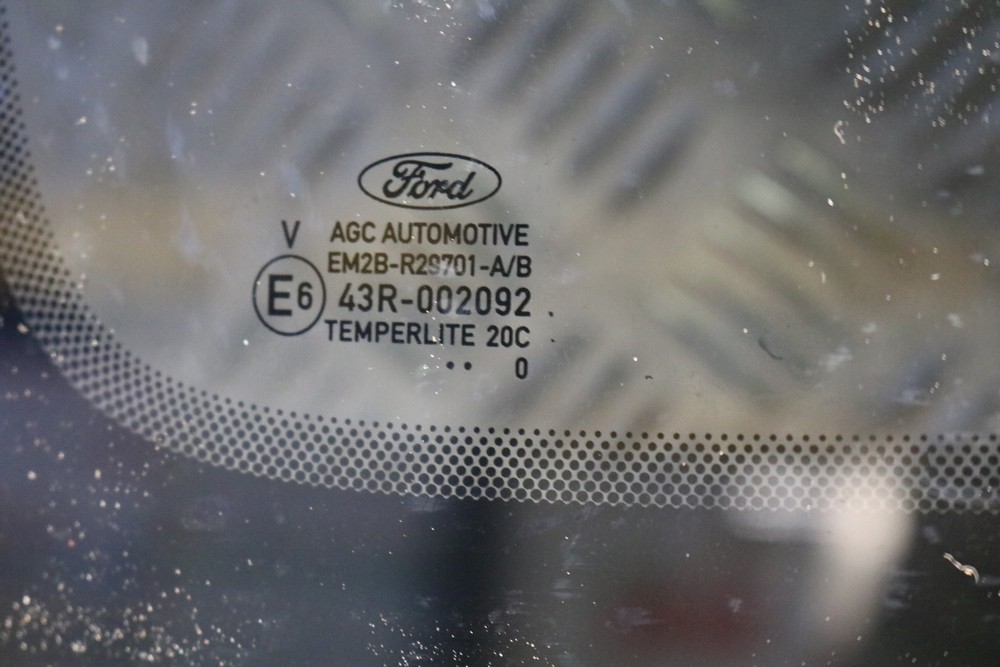 Ford
V AGC AUTOMOTIVE
EM2B-R29701-A/B
E6 43R-002092
TEMPERLITE 20C
.. 0